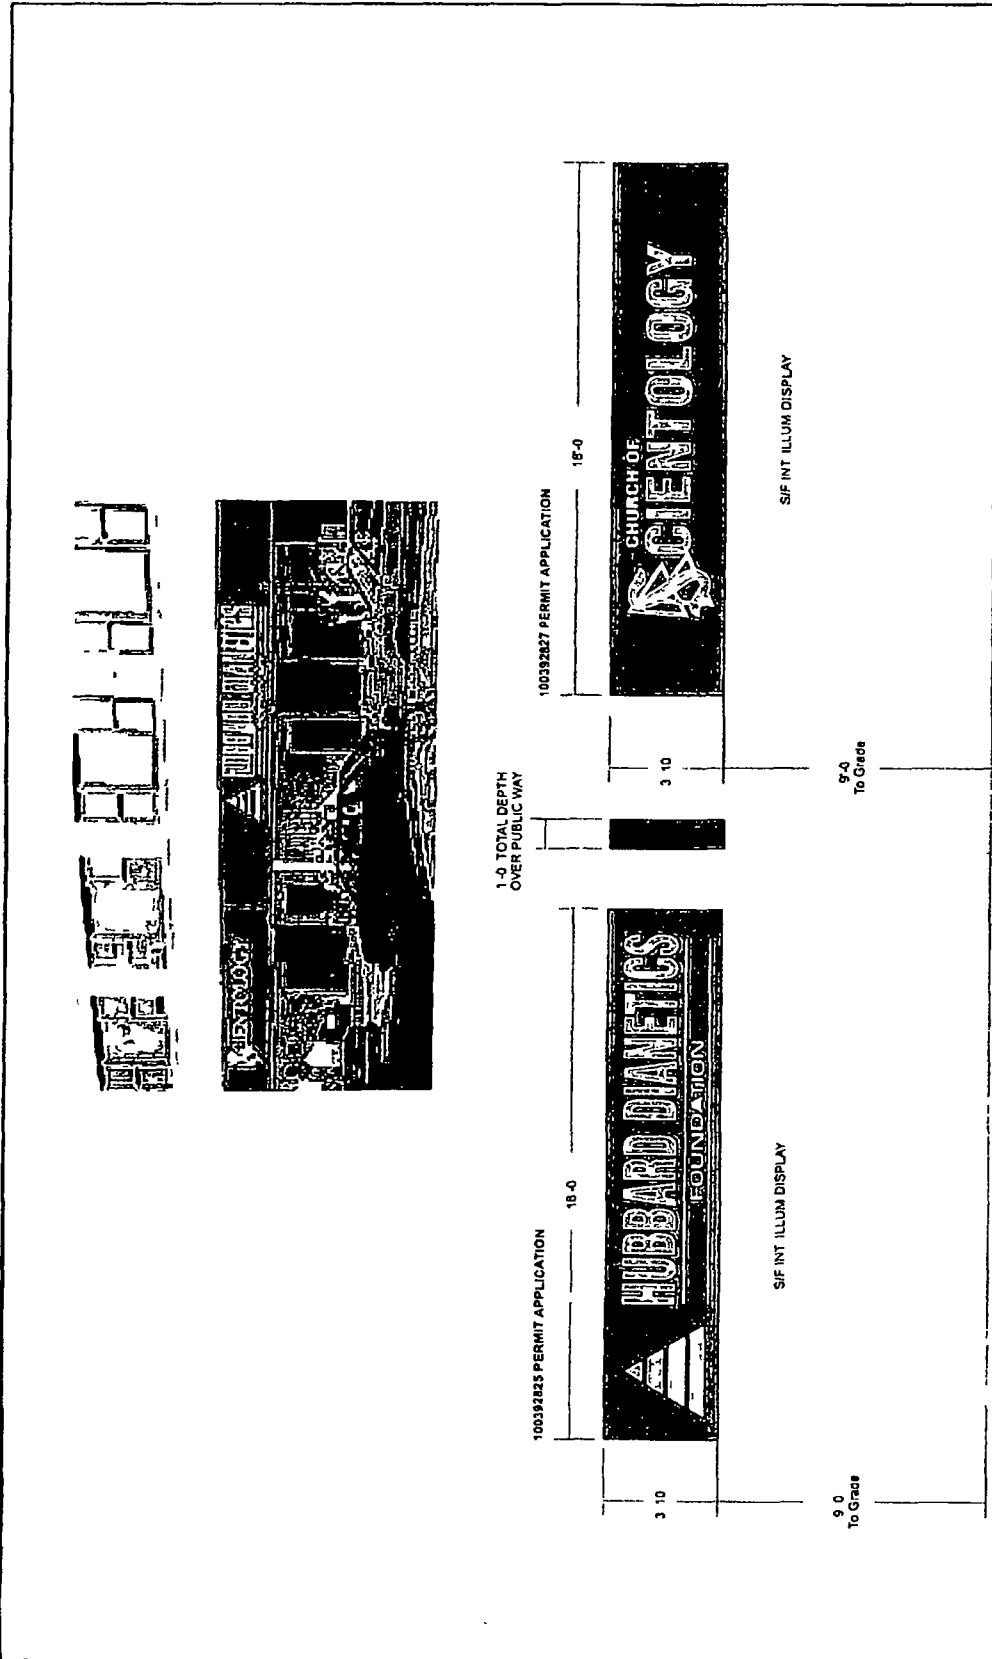 SCIENTOLOGY
1-0 TOTAL DEPTH
OVER PUBLIC WAY
100392825 PERMIT APPLICATION
18-0
HUBBARD DIANETICS
FOUNDATION
3 10
9 0
To Grade
S/F INT ILLUM DISPLAY
100392827 PERMIT APPLICATION
18'-0
CHURCH OF
SCIENTOLOGY
3 10
9'-0
To Grade
S/F INT ILLUM DISPLAY